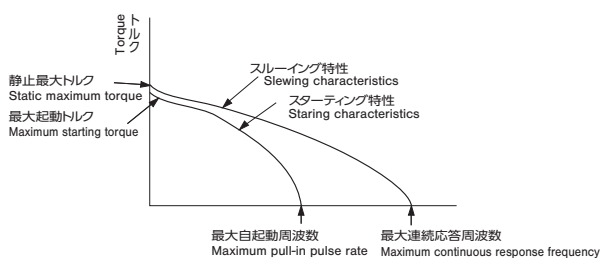 トルク
Torque
静止最大トルク
Static maximum torque
最大起動トルク
Maximum starting torque
スルーイング特性
Slewing characteristics
スターティング特性
Staring characteristics
最大自起動周波数
Maximum pull-in pulse rate
最大連続応答周波数
Maximum continuous response frequency